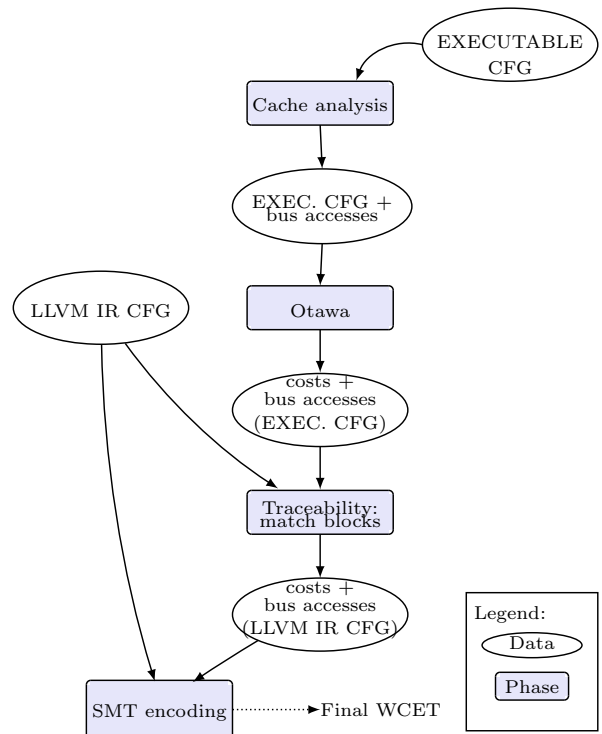 EXECUTABLE
CFG
Cache analysis
EXEC. CFG +
bus accesses
LLVM IR CFG
Otawa
costs +
bus accesses
(EXEC. CFG)
Traceability:
match blocks
costs +
bus accesses
(LLVM IR CFG)
Legend:
Data
Phase
SMT encoding
Final WCET